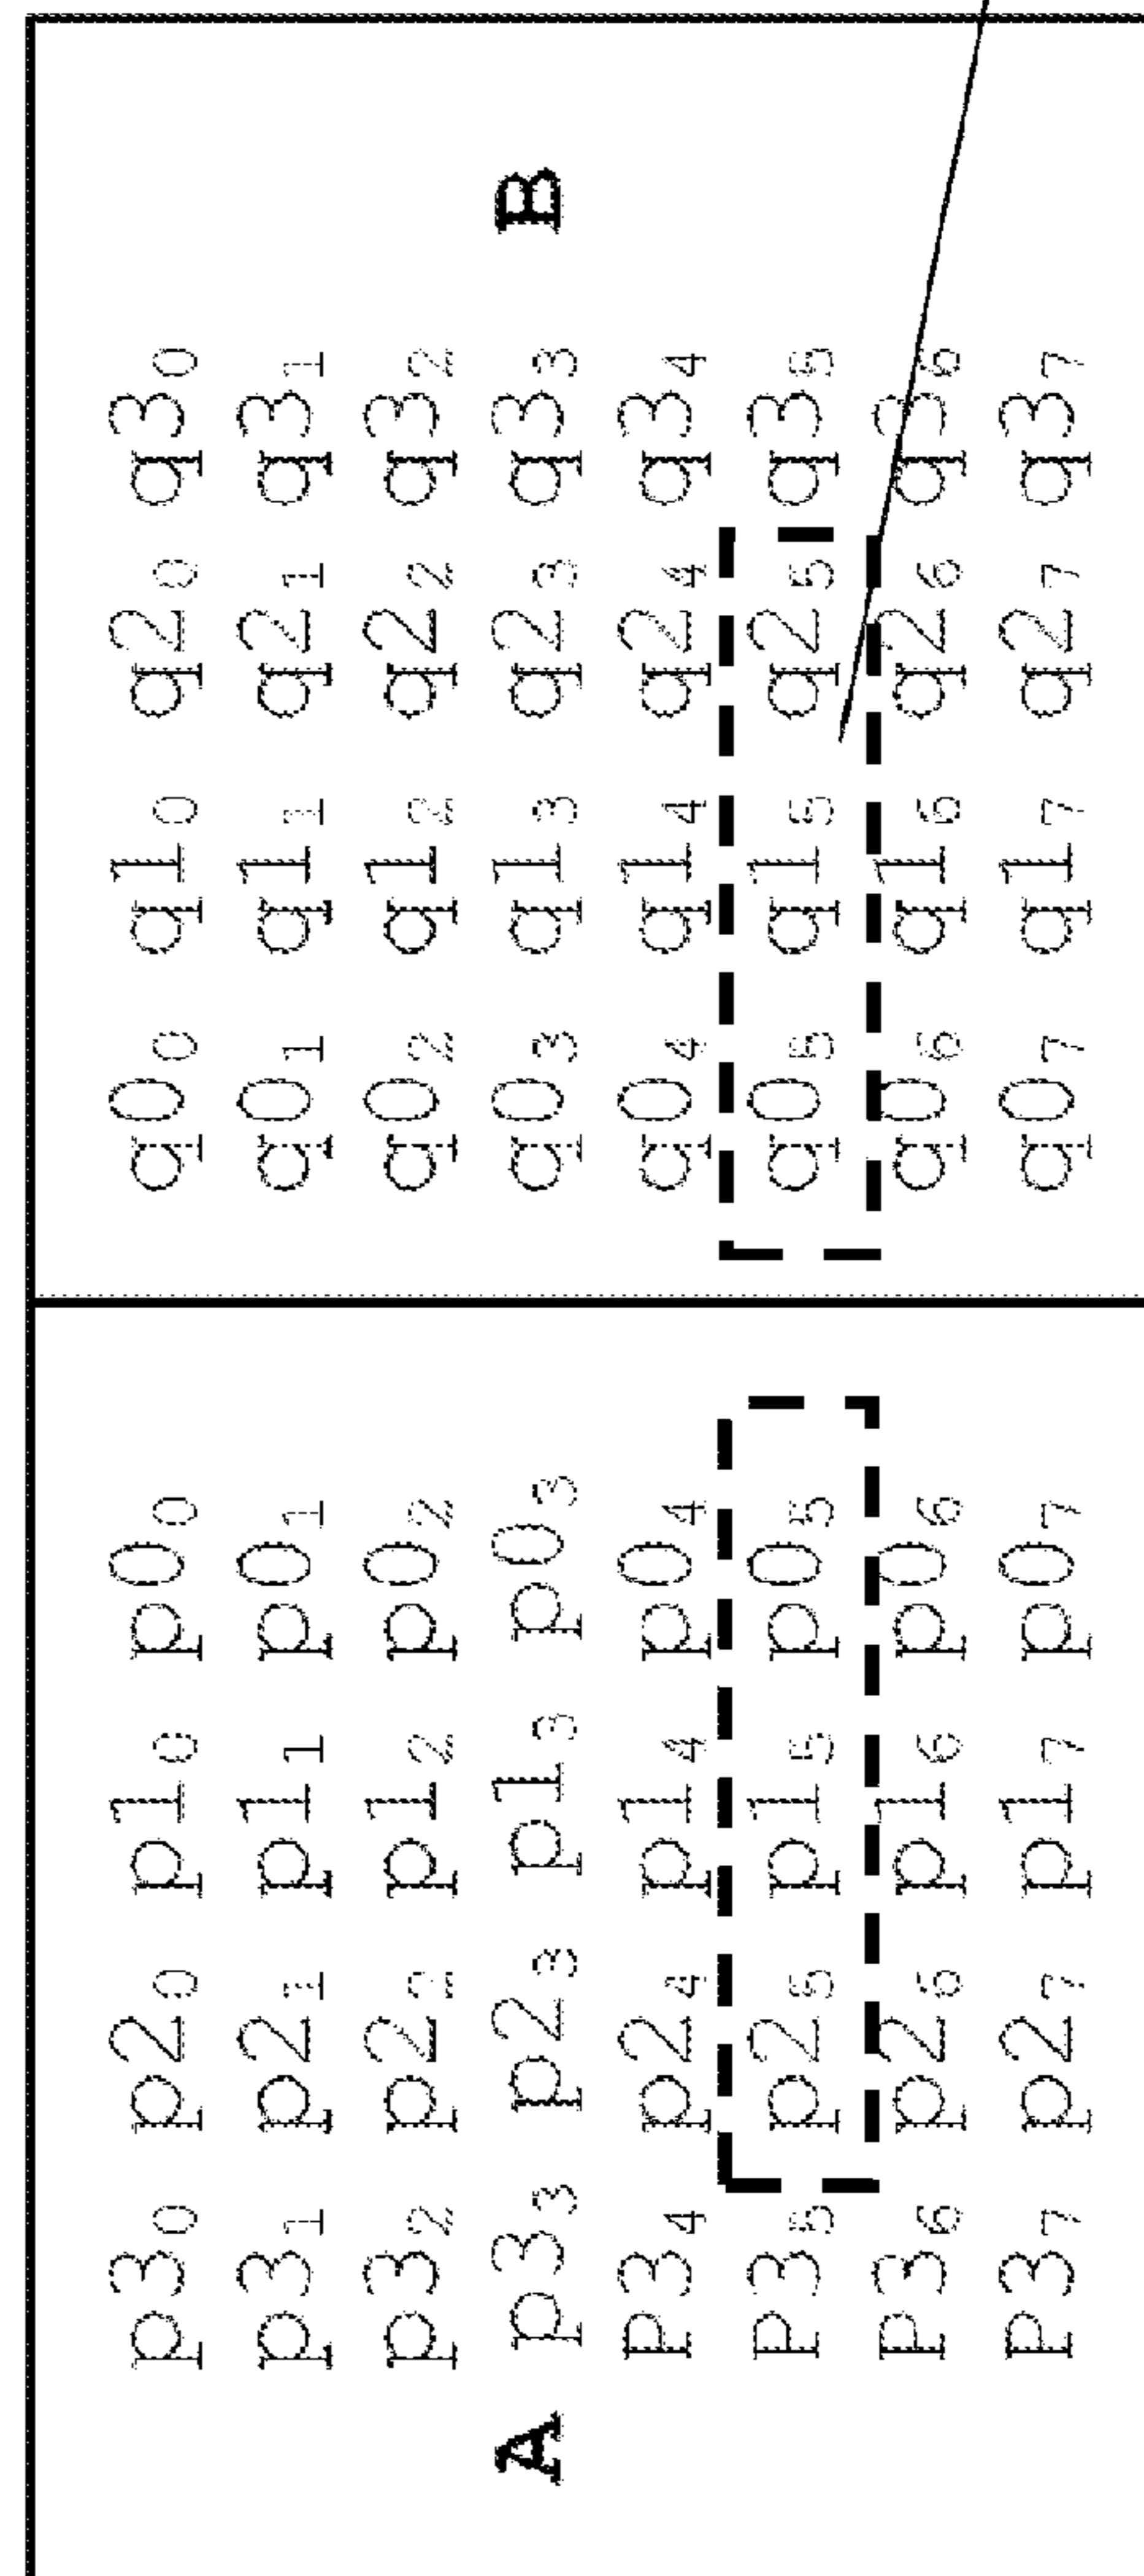 p3₀ p2₀ p1₀ p0₀ q0₀ q1₀ q2₀ q3₀
p3₁ p2₁ p1₁ p0₁ q0₁ q1₁ q2₁ q3₁
p3₂ p2₂ p1₂ p0₂ q0₂ q1₂ q2₂ q3₂
A p3₃ p2₃ p1₃ p0₃ q0₃ q1₃ q2₃ q3₃ B
P3₄ p2₄ p1₄ p0₄ q0₄ q1₄ q2₄ q3₄
P3₅ p2₅ p1₅ p0₅ q0₅ q1₅ q2₅ q3₅
P3₆ p2₆ p1₆ p0₆ q0₆ q1₆ q2₆ q3₆
P3₇ p2₇ p1₇ p0₇ q0₇ q1₇ q2₇ q3₇